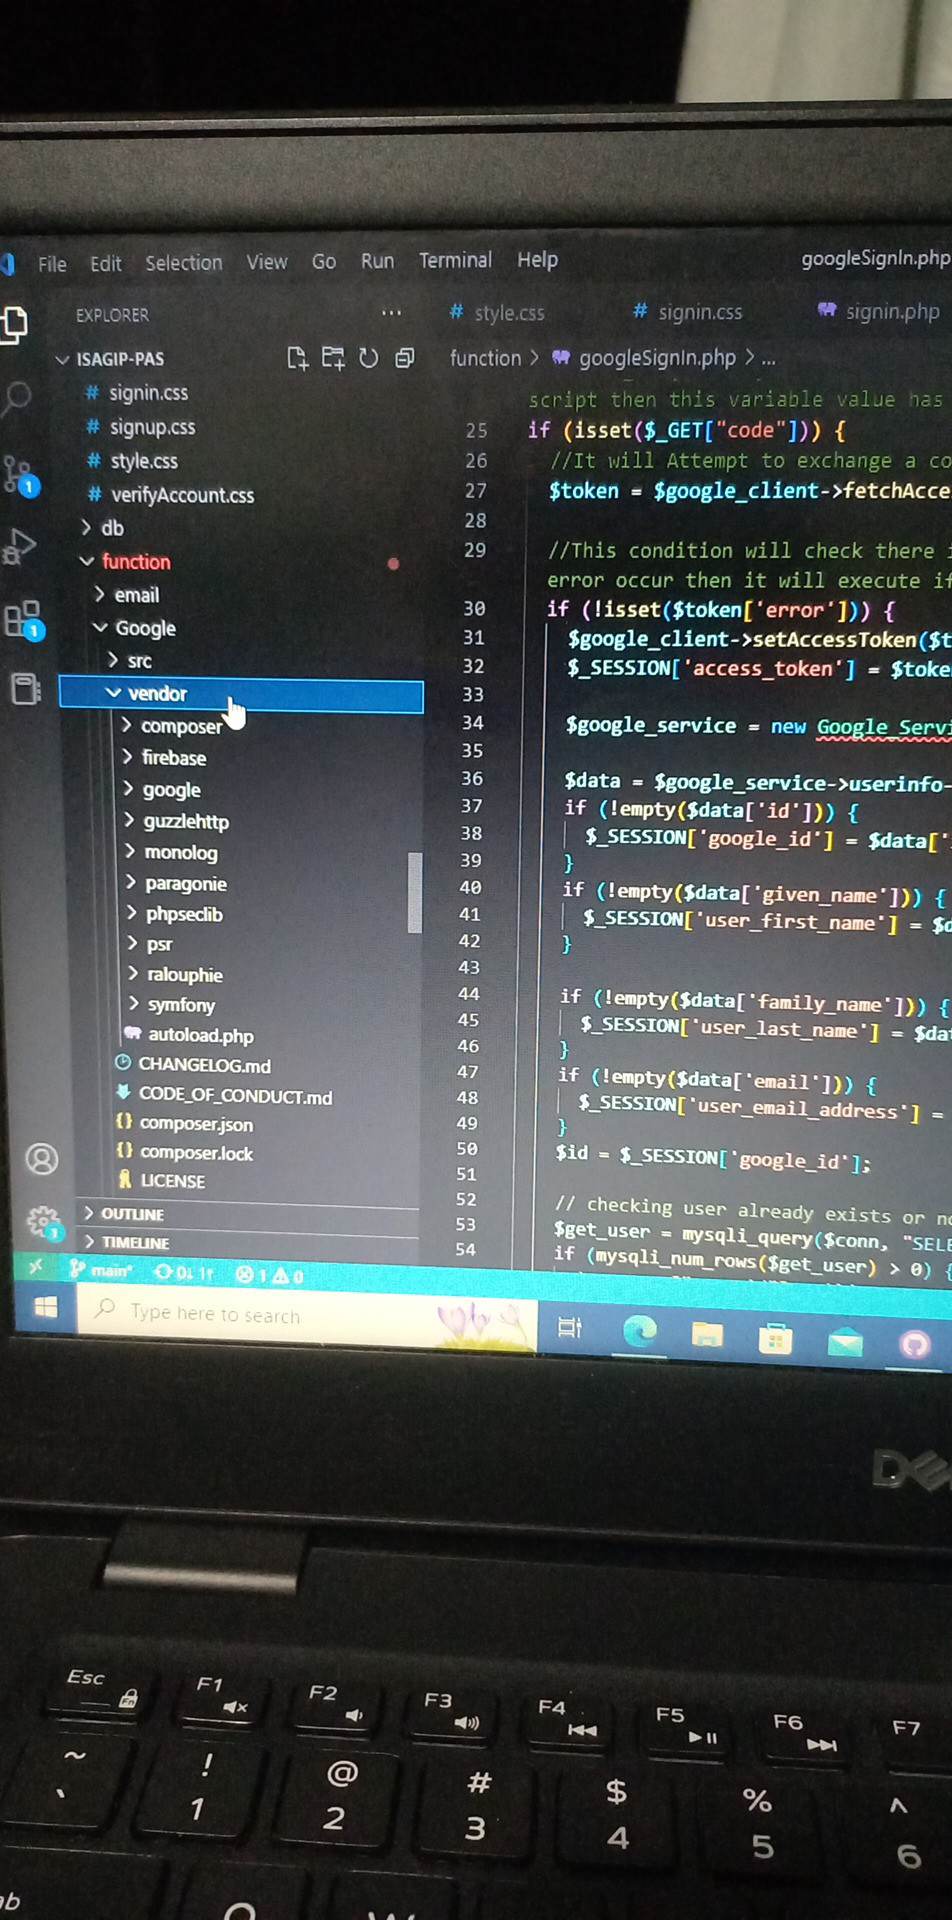 File Edit Selection View Go Run Terminal Help googleSignIn.php
EXPLORER
# style.css # signin.css signin.php
ISAGIP-PAS
function > googleSignIn.php > ...
# signin.css
# signup.css
# style.css
# verifyAccount.css
db
function
email
Google
src
vendor
composer
firebase
google
guzzlehttp
monolog
paragonie
phpseclib
psr
ralouphie
symfony
autoload.php
CHANGELOG.md
CODE_OF_CONDUCT.md
{} composer.json
{} composer.lock
LICENSE
OUTLINE
TIMELINE
script then this variable value has
25 if (isset($_GET["code"])) {
26 //It will Attempt to exchange a
27 $token = $google_client->
28
29 //This condition will check there
error occur then it will execute
30 if (!isset($token['error'])) {
31 $google_client->setAccessToken(
32 $_SESSION['access_token'] =
33
34 $google_service = new
35
36 $data = $google_service->
37 if (!empty($data['id'])) {
38 $_SESSION['google_id'] = $data['
39 }
40 if (!empty($data['given_name'])) {
41 $_SESSION['user_first_name'] =
42 }
43
44 if (!empty($data['family_name'])) {
45 $_SESSION['user_last_name'] =
46 }
47 if (!empty($data['email'])) {
48 $_SESSION['user_email_address'] =
49 }
50 $id = $_SESSION['google_id'];
51
52 // checking user already exists or
53 $get_user = mysqli_query($conn,
54 if (mysqli_num_rows($get_user) > 0) {
main* 0↓ 1↑ 1 0
Type here to search
Esc F1 F2 F3 F4 F5 F6 F7
Fn
~ ! @ # $ % ^
` 1 2 3 4 5 6